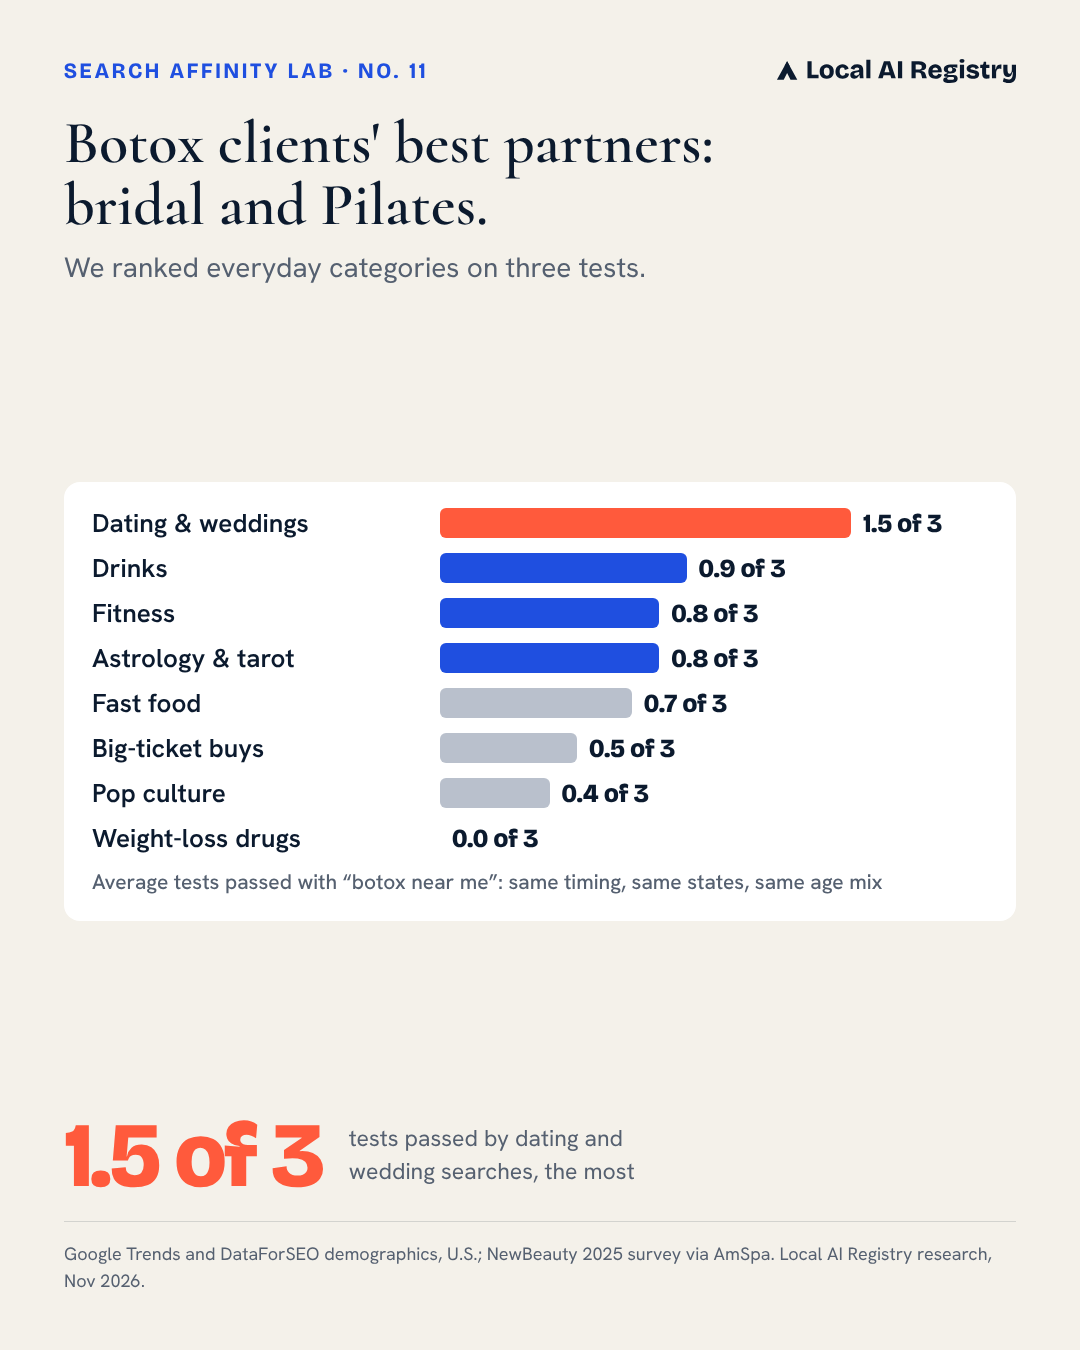 SEARCH AFFINITY LAB · NO. 11
Local AI Registry
Botox clients' best partners:
bridal and Pilates.
We ranked everyday categories on three tests.
Dating & weddings 1.5 of 3
Drinks 0.9 of 3
Fitness 0.8 of 3
Astrology & tarot 0.8 of 3
Fast food 0.7 of 3
Big-ticket buys 0.5 of 3
Pop culture 0.4 of 3
Weight-loss drugs 0.0 of 3
Average tests passed with “botox near me”: same timing, same states, same age mix
1.5 of 3
tests passed by dating and
wedding searches, the most
Google Trends and DataForSEO demographics, U.S.; NewBeauty 2025 survey via AmSpa. Local AI Registry research,
Nov 2026.